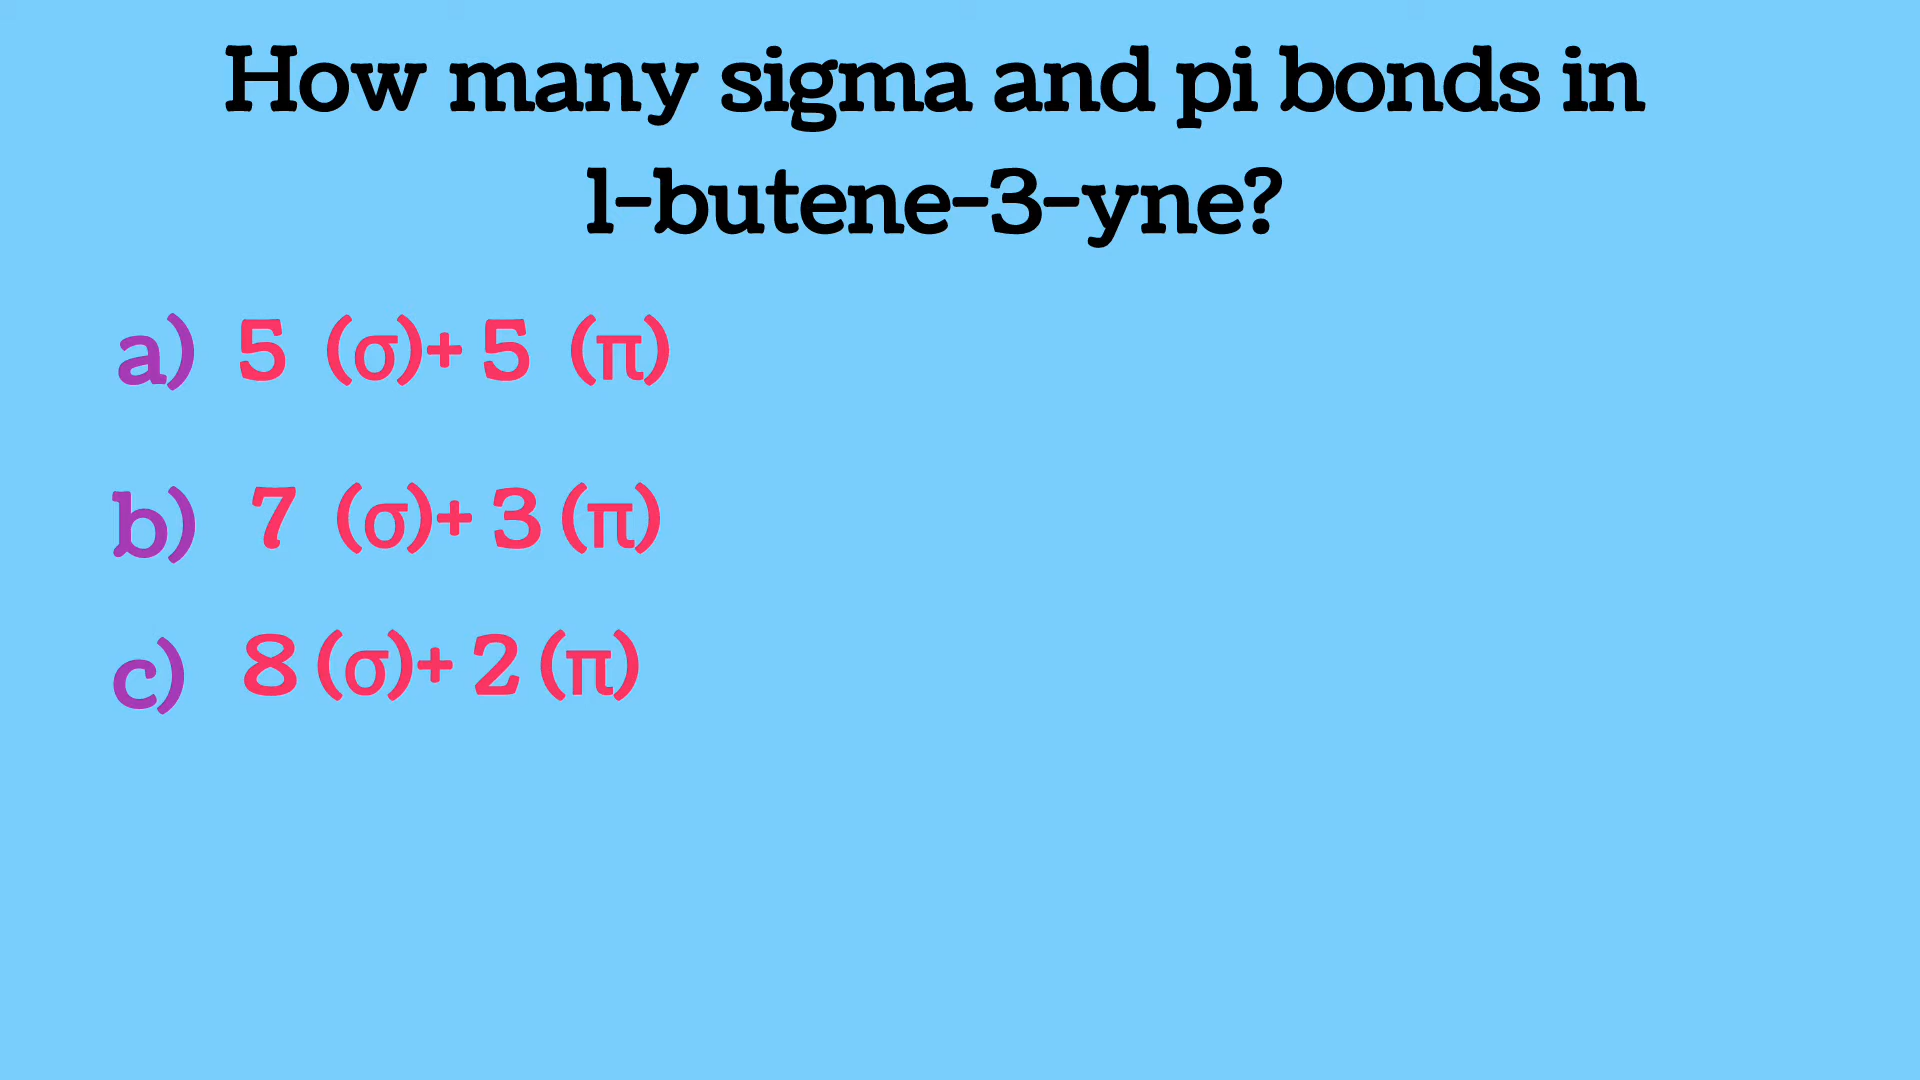 How many sigma and pi bonds in
1-butene-3-yne?
a) 5 (σ)+ 5 (π)
b) 7 (σ)+ 3 (π)
c) 8 (σ)+ 2 (π)